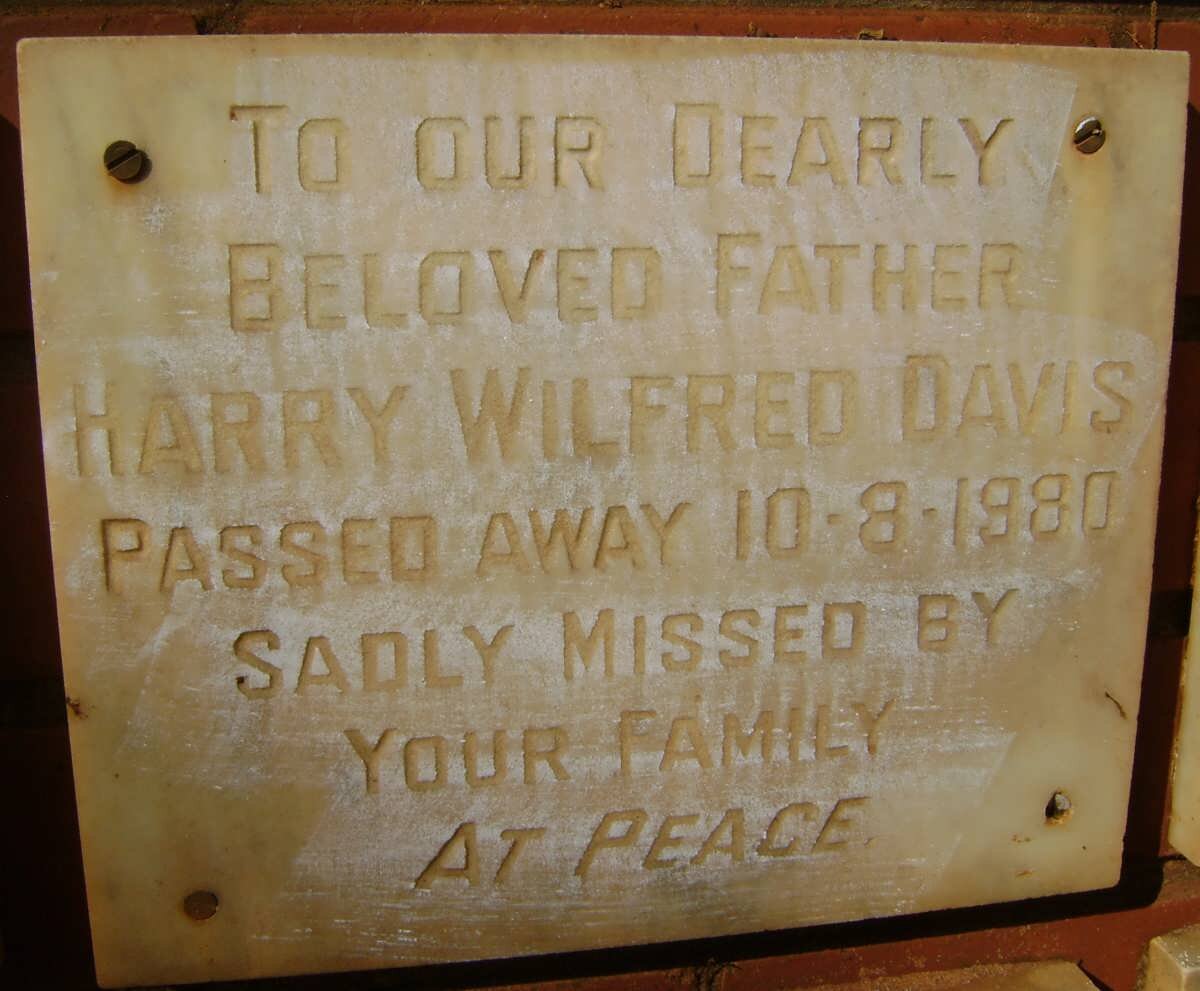 TO OUR DEARLY
BELOVED FATHER
HARRY WILFRED DAVIS
PASSED AWAY 10-8-1980
SADLY MISSED BY
YOUR FAMILY
AT PEACE.